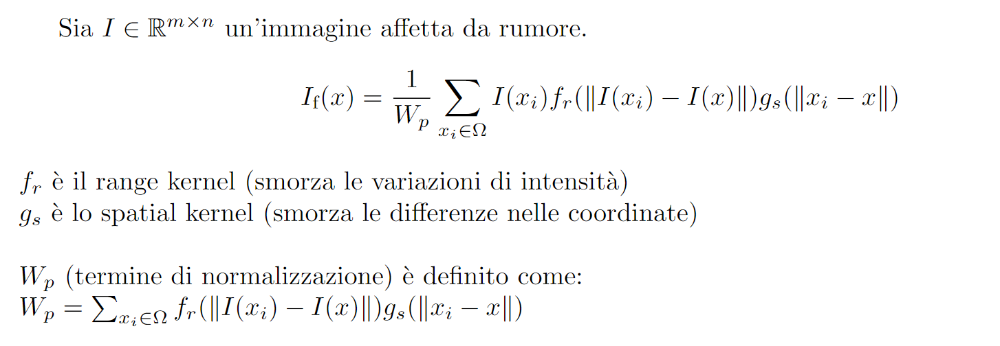 Sia $I \in \mathbb{R}^{m \times n}$ un'immagine affetta da rumore.
$I_{\mathrm{f}}(x) = \frac{1}{W_p} \sum_{x_i \in \Omega} I(x_i) f_r(\|I(x_i) - I(x)\|) g_s(\|x_i - x\|)$
$f_r$ è il range kernel (smorza le variazioni di intensità)
$g_s$ è lo spatial kernel (smorza le differenze nelle coordinate)
$W_p$ (termine di normalizzazione) è definito come:
$W_p = \sum_{x_i \in \Omega} f_r(\|I(x_i) - I(x)\|) g_s(\|x_i - x\|)$